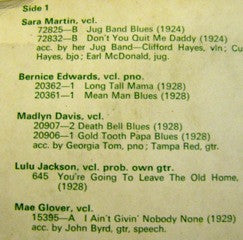 Side 1
Sara Martin, vcl.
72825—B Jug Band Blues (1924)
72832—B Don't You Quit Me Daddy (1924)
acc. by her Jug Band—Clifford Hayes, vln; Cu
Hayes, bjo; Earl McDonald, jug.
Bernice Edwards, vcl. pno.
20362—1 Long Tall Mama (1928)
20361—1 Mean Man Blues (1928)
Madlyn Davis, vcl.
20907—2 Death Bell Blues (1928)
20906—1 Gold Tooth Papa Blues (1928)
acc. by Georgia Tom, pno; Tampa Red, gtr.
Lulu Jackson, vcl. prob. own gtr.
645 You're Going To Leave The Old Home,
(1928)
Mae Glover, vcl.
15395—A I Ain't Givin' Nobody None (1929)
acc. by John Byrd, gtr, speech.